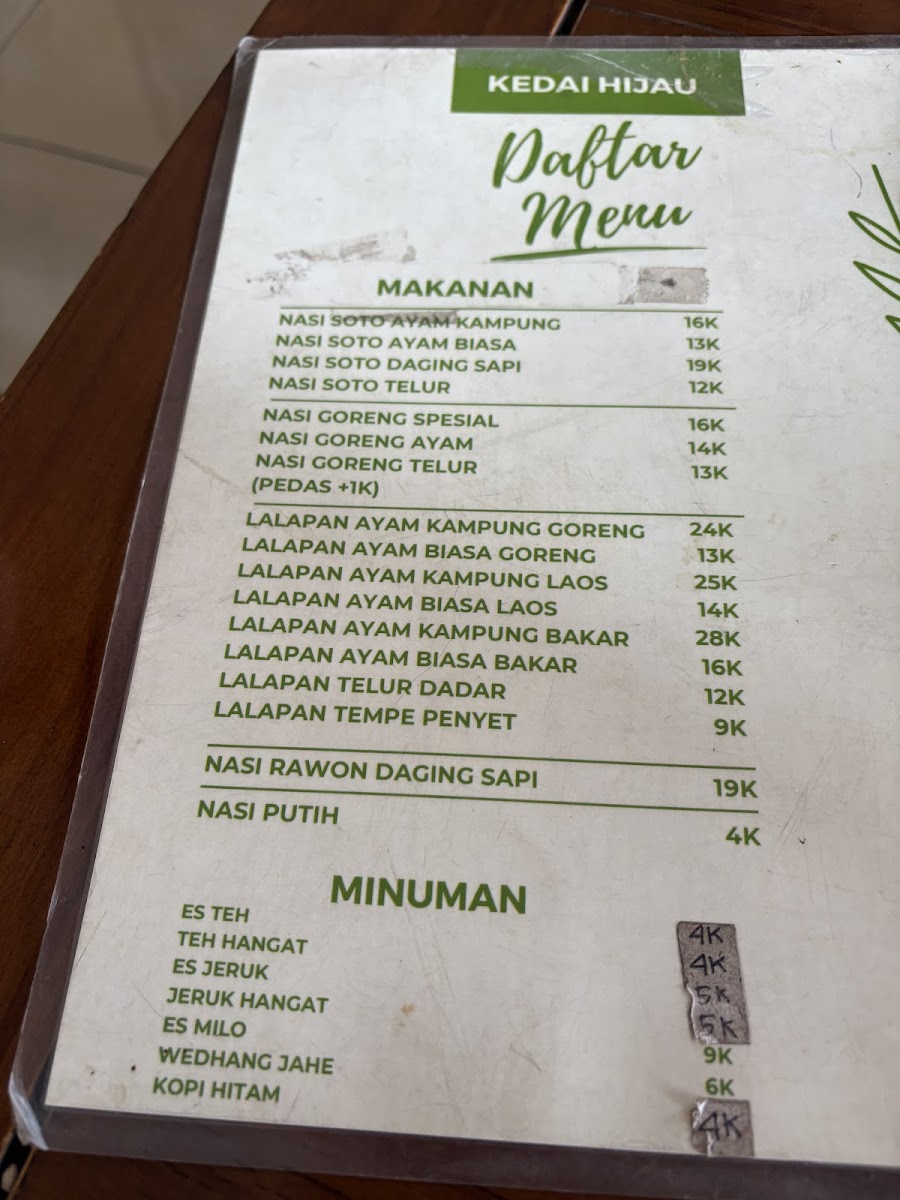 KEDAI HIJAU
Daftar
Menu
MAKANAN
NASI SOTO AYAM KAMPUNG 16K
NASI SOTO AYAM BIASA 13K
NASI SOTO DAGING SAPI 19K
NASI SOTO TELUR 12K
NASI GORENG SPESIAL 16K
NASI GORENG AYAM 14K
NASI GORENG TELUR 13K
(PEDAS +1K)
LALAPAN AYAM KAMPUNG GORENG 24K
LALAPAN AYAM BIASA GORENG 13K
LALAPAN AYAM KAMPUNG LAOS 25K
LALAPAN AYAM BIASA LAOS 14K
LALAPAN AYAM KAMPUNG BAKAR 28K
LALAPAN AYAM BIASA BAKAR 16K
LALAPAN TELUR DADAR 12K
LALAPAN TEMPE PENYET 9K
NASI RAWON DAGING SAPI 19K
NASI PUTIH 4K
MINUMAN
ES TEH 4K
TEH HANGAT 4K
ES JERUK 5K
JERUK HANGAT 5K
ES MILO 9K
WEDHANG JAHE 6K
KOPI HITAM 4K